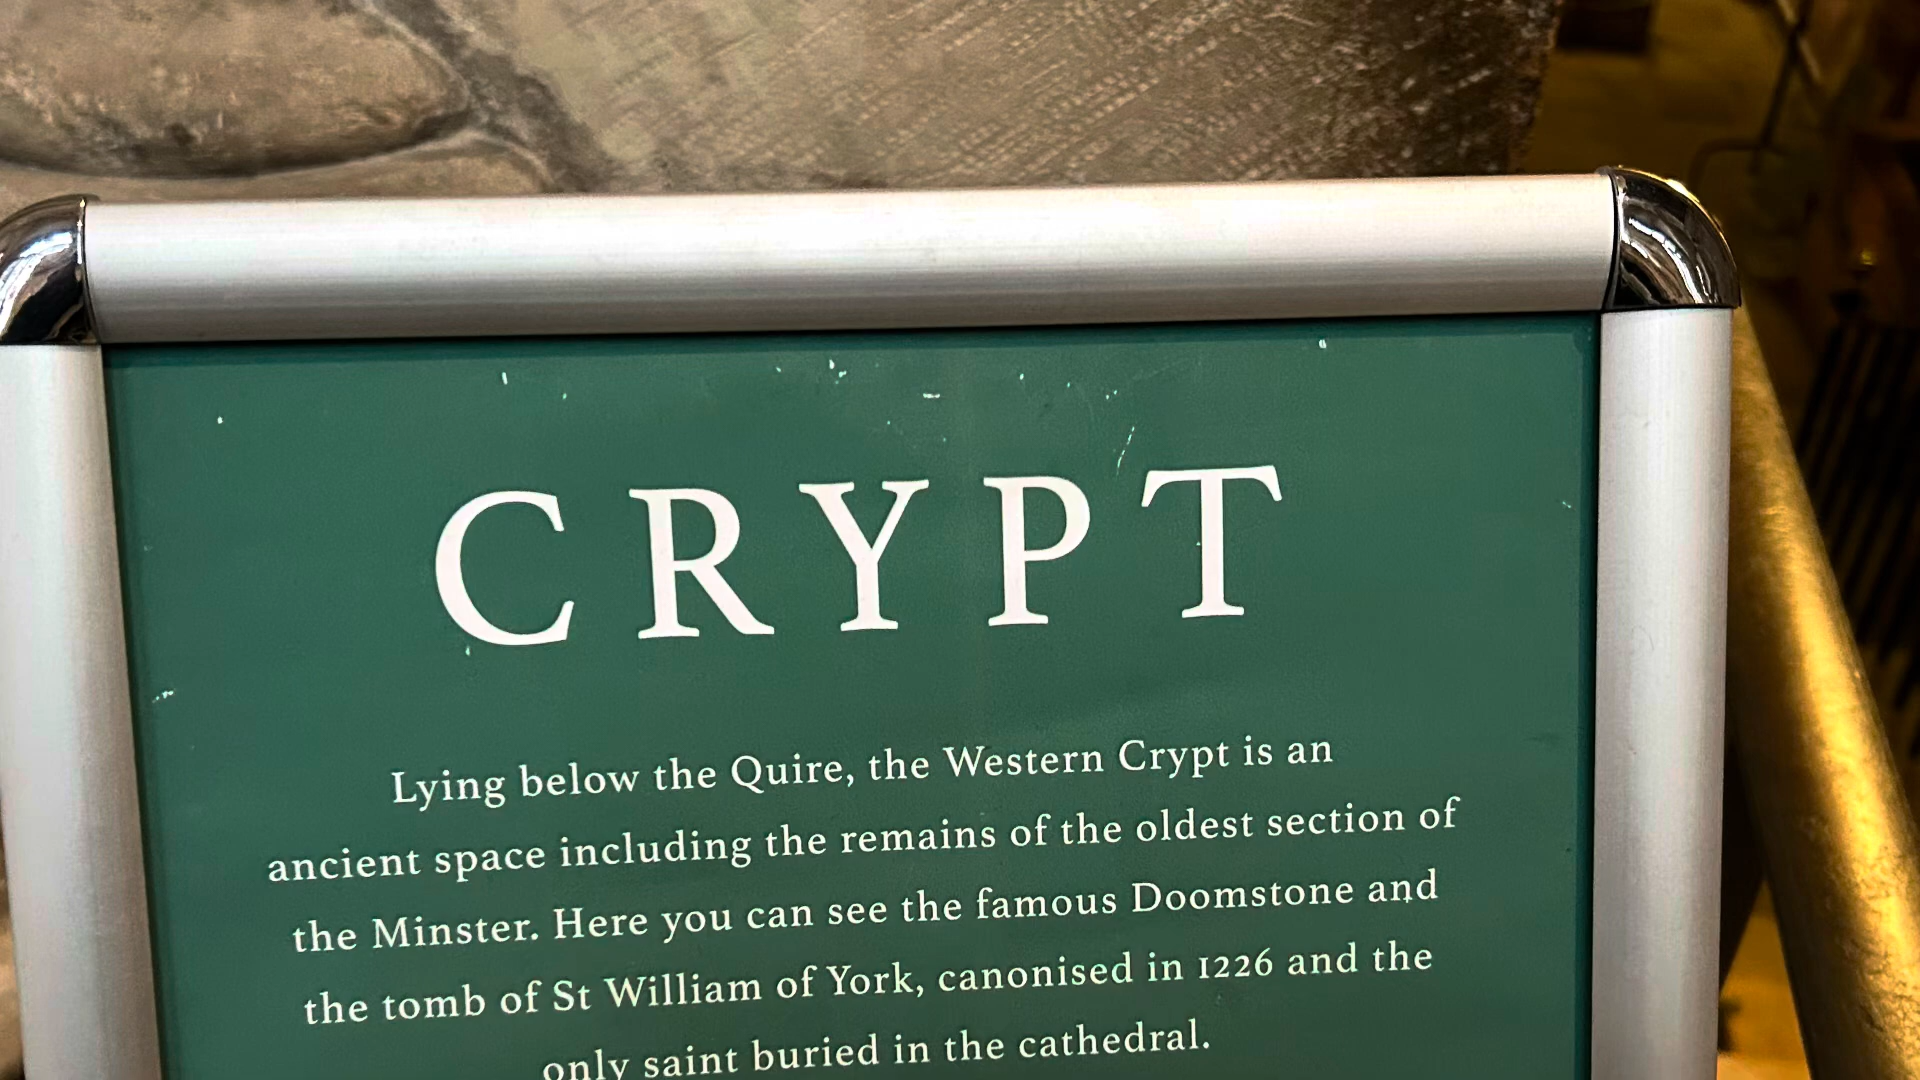 CRYPT
Lying below the Quire, the Western Crypt is an
ancient space including the remains of the oldest section of
the Minster. Here you can see the famous Doomstone and
the tomb of St William of York, canonised in 1226 and the
only saint buried in the cathedral.